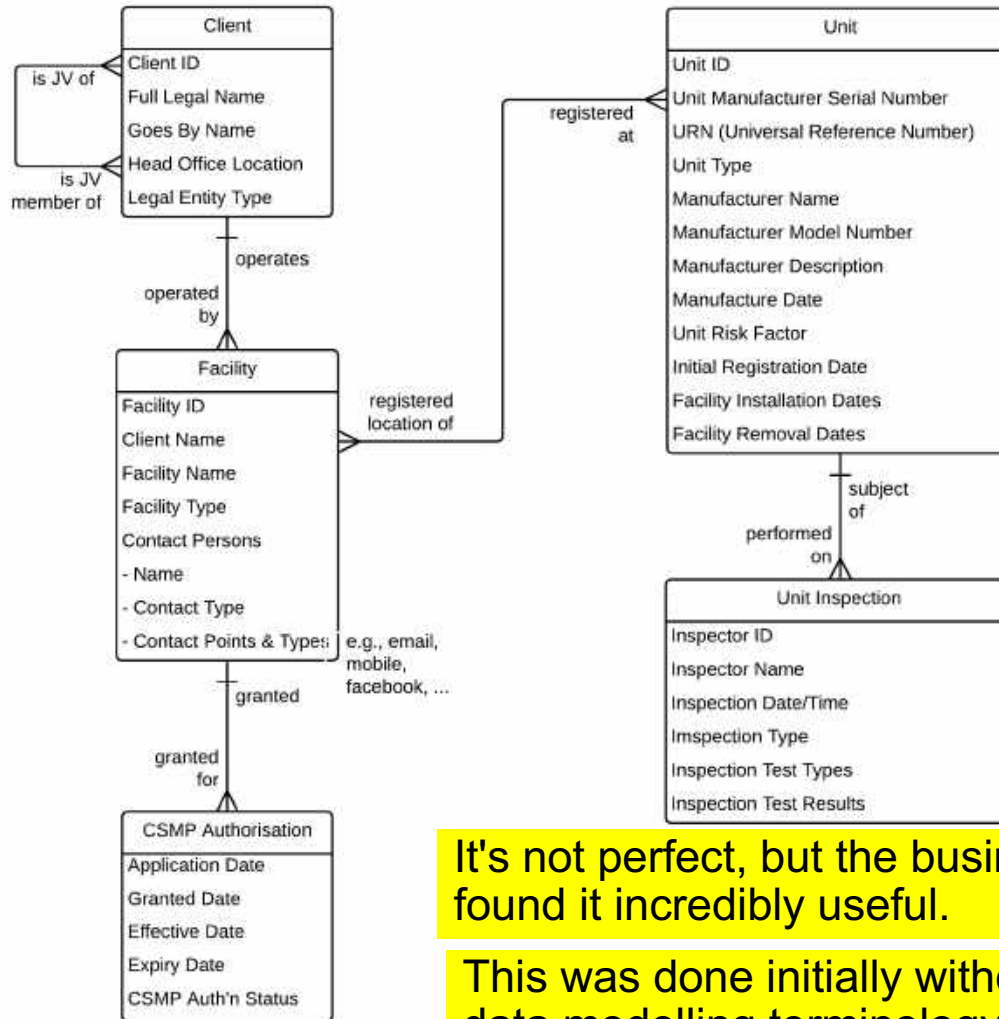 Client
Client ID
Full Legal Name
Goes By Name
Head Office Location
Legal Entity Type
is JV of
is JV
member of
operates
operated
by
Facility
Facility ID
Client Name
Facility Name
Facility Type
Contact Persons
- Name
- Contact Type
- Contact Points & Types
e.g., email,
mobile,
facebook, ...
granted
granted
for
CSMP Authorisation
Application Date
Granted Date
Effective Date
Expiry Date
CSMP Auth'n Status
registered
at
registered
location of
Unit
Unit ID
Unit Manufacturer Serial Number
URN (Universal Reference Number)
Unit Type
Manufacturer Name
Manufacturer Model Number
Manufacturer Description
Manufacture Date
Unit Risk Factor
Initial Registration Date
Facility Installation Dates
Facility Removal Dates
subject
of
performed
on
Unit Inspection
Inspector ID
Inspector Name
Inspection Date/Time
Imspection Type
Inspection Test Types
Inspection Test Results
It's not perfect, but the
found it incredibly useful.
This was done initially
data modelling terminology